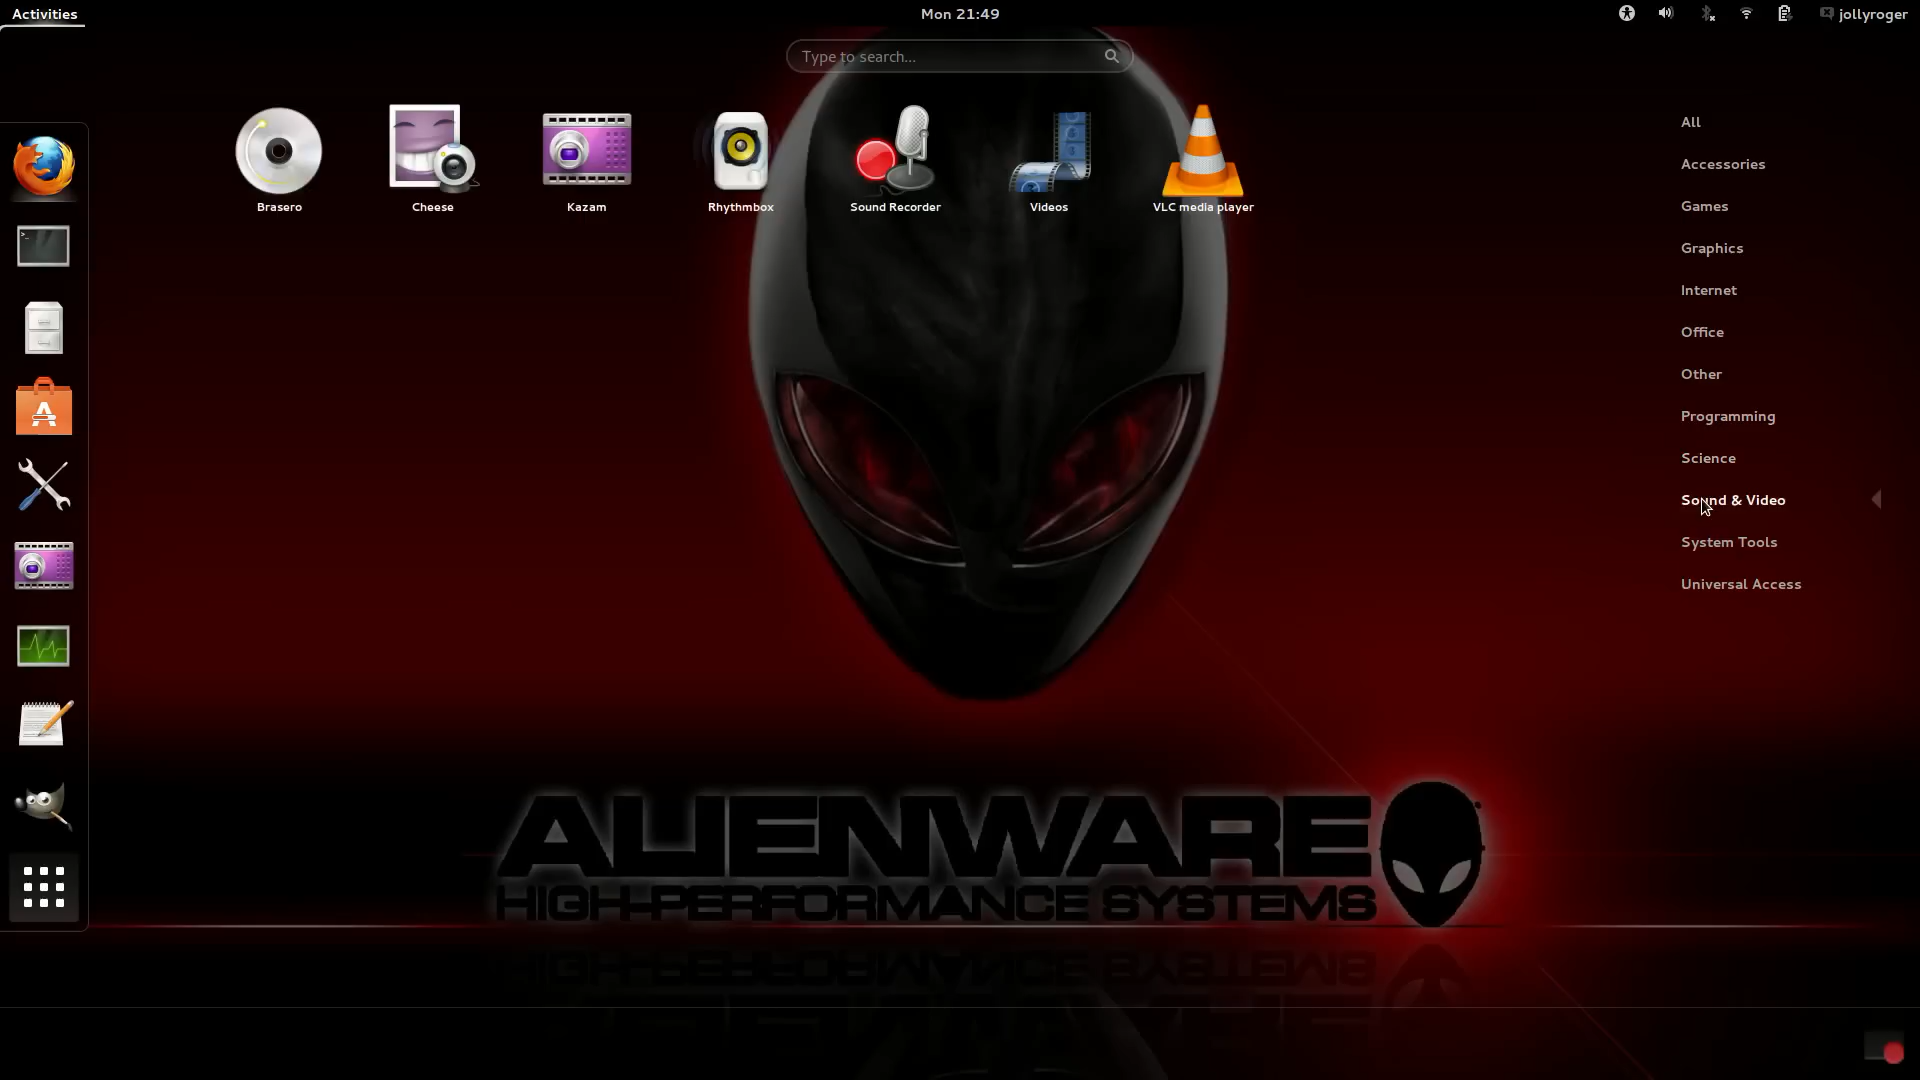 Activities
Mon 21:49
jollyroger
Type to search...
Brasero
Cheese
Kazam
Rhythmbox
Sound Recorder
Videos
VLC media player
All
Accessories
Games
Graphics
Internet
Office
Other
Programming
Science
Sound & Video
System Tools
Universal Access
ALIENWARE
HIGH-PERFORMANCE SYSTEMS